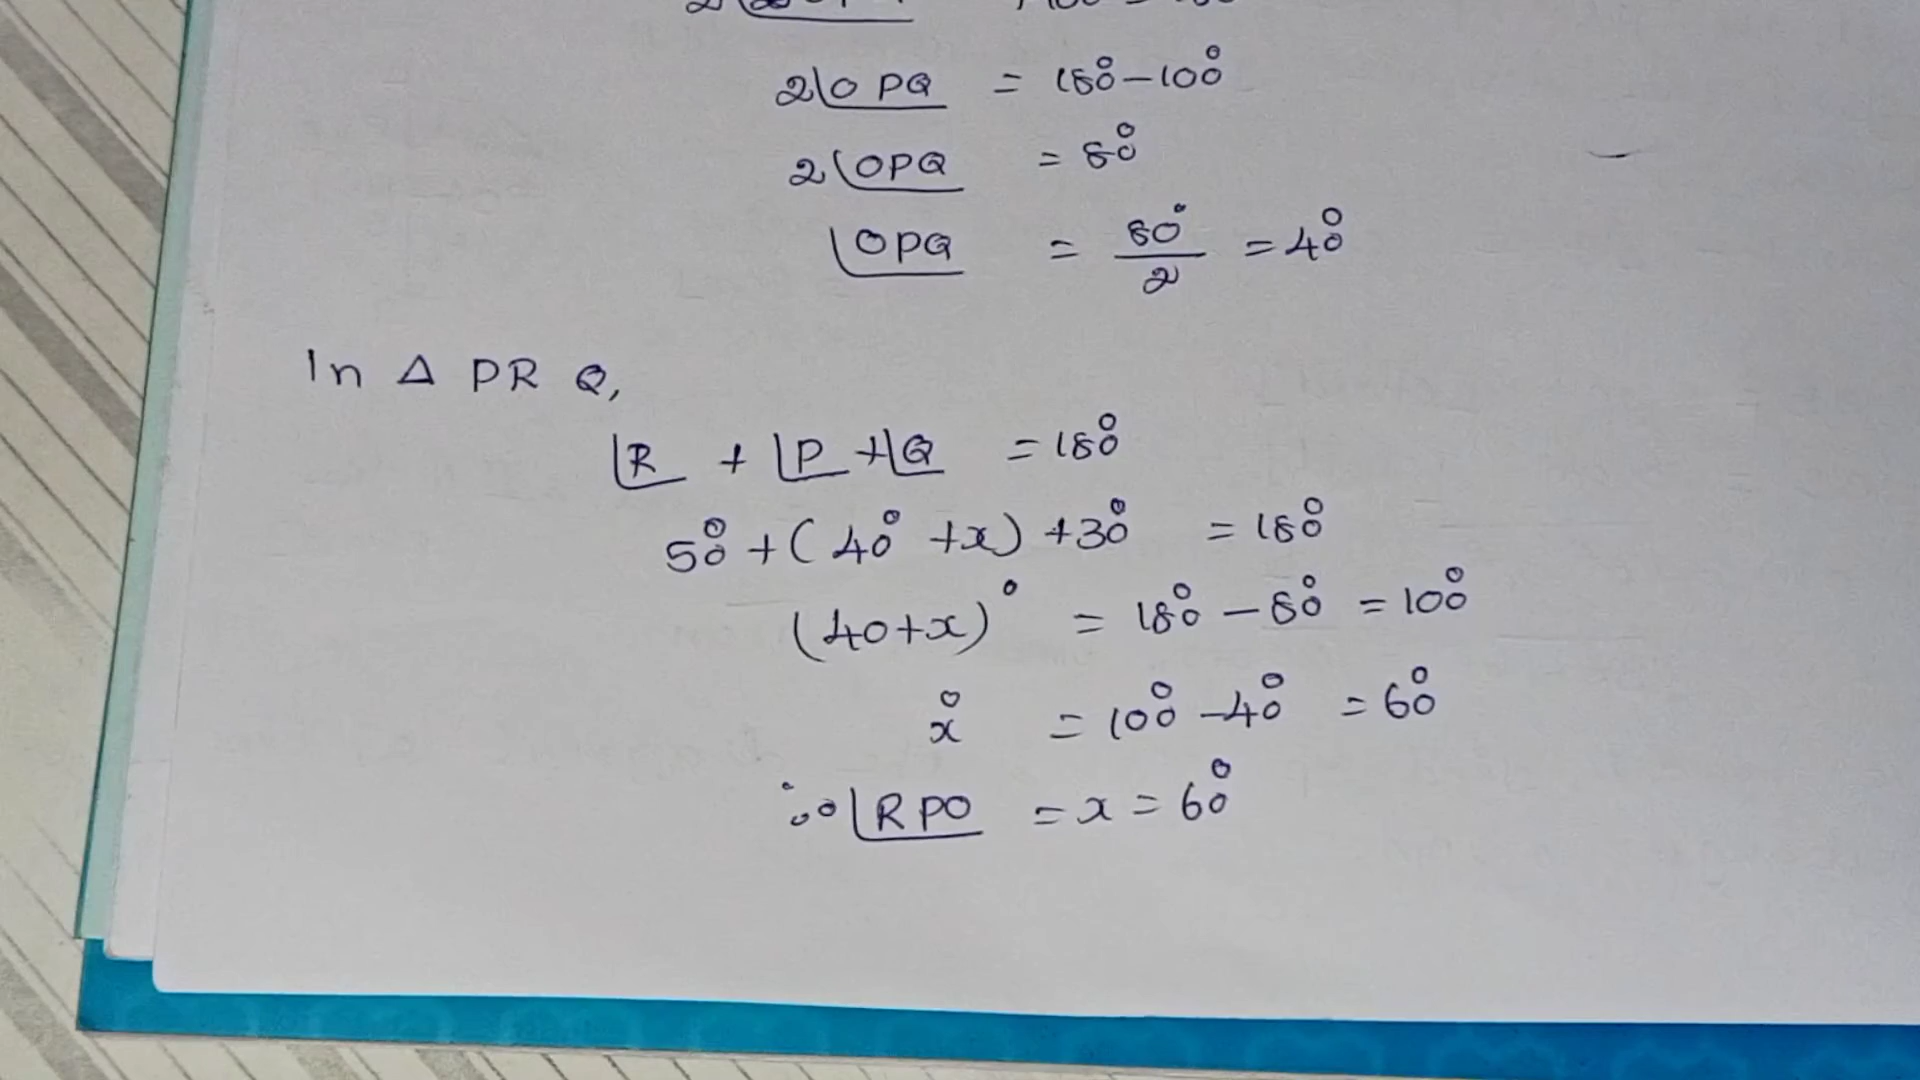 2∠OPQ = 180° - 100°
2∠OPQ = 80°
∠OPQ = 80°/2 = 40°
In Δ PRQ,
∠R + ∠P + ∠Q = 180°
50° + (40° + x) + 30° = 180°
(40+x)° = 180° - 80° = 100°
x° = 100° - 40° = 60°
∴ ∠RPO = x = 60°